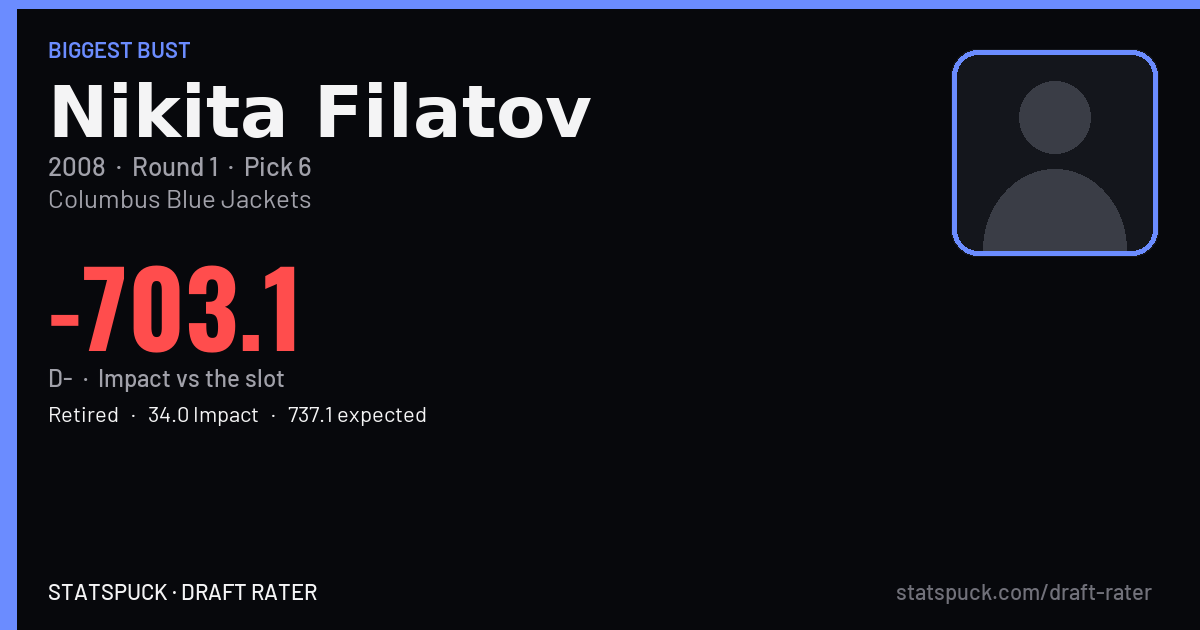 BIGGEST BUST
Nikita Filatov
2008 · Round 1 · Pick 6
Columbus Blue Jackets
-703.1
D- · Impact vs the slot
Retired · 34.0 Impact · 737.1 expected
STATSPUCK · DRAFT RATER
statspuck.com/draft-rater